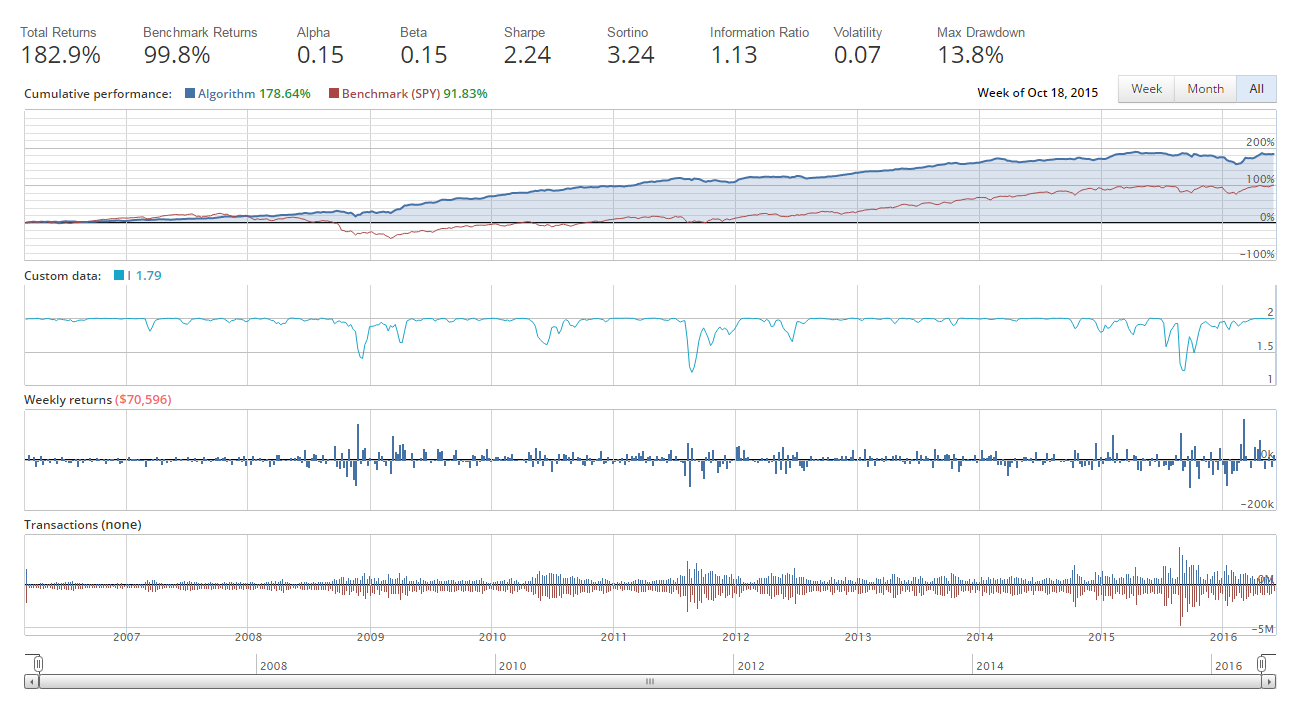 Total Returns Benchmark Returns Alpha Beta Sharpe Sortino Information Ratio Volatility Max Drawdown
182.9% 99.8% 0.15 0.15 2.24 3.24 1.13 0.07 13.8%
Cumulative performance: Algorithm 178.64% Benchmark (SPY) 91.83% Week of Oct 18, 2015 Week Month All
200%
100%
0%
-100%
Custom data: l 1.79
2
1.5
1
Weekly returns ($70,596)
0k
-200k
Transactions (none)
0M
-5M
2007 2008 2009 2010 2011 2012 2013 2014 2015 2016
2008 2010 2012 2014 2016